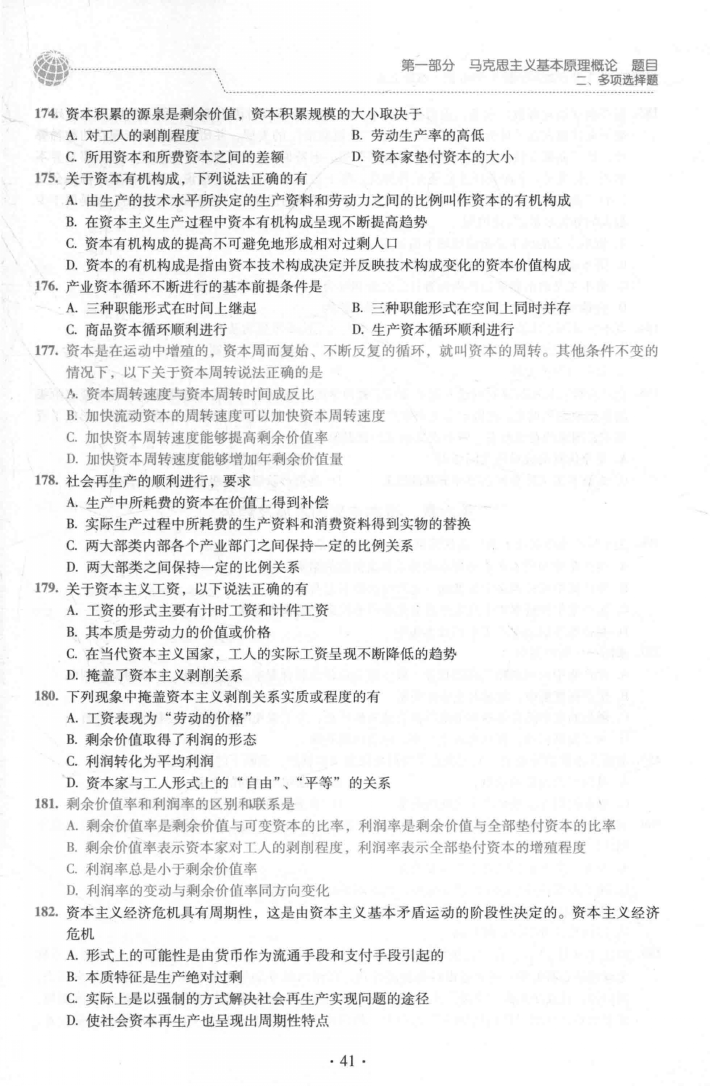 第一部分 马克思主义基本原理概论 题目
二、多项选择题
174. 资本积累的源泉是剩余价值，资本积累规模的大小取决于
A. 对工人的剥削程度 B. 劳动生产率的高低
C. 所用资本和所费资本之间的差额 D. 资本家垫付资本的大小
175. 关于资本有机构成，下列说法正确的有
A. 由生产的技术水平所决定的生产资料和劳动力之间的比例叫作资本的有机构成
B. 在资本主义生产过程中资本有机构成呈现不断提高趋势
C. 资本有机构成的提高不可避免地形成相对过剩人口
D. 资本的有机构成是指由资本技术构成决定并反映技术构成变化的资本价值构成
176. 产业资本循环不断进行的基本前提条件是
A. 三种职能形式在时间上继起 B. 三种职能形式在空间上同时并存
C. 商品资本循环顺利进行 D. 生产资本循环顺利进行
177. 资本是在运动中增殖的，资本周而复始、不断反复的循环，就叫资本的周转。其他条件不变的
情况下，以下关于资本周转说法正确的是
A. 资本周转速度与资本周转时间成反比
B. 加快流动资本的周转速度可以加快资本周转速度
C. 加快资本周转速度能够提高剩余价值率
D. 加快资本周转速度能够增加年剩余价值量
178. 社会再生产的顺利进行，要求
A. 生产中所耗费的资本在价值上得到补偿
B. 实际生产过程中所耗费的生产资料和消费资料得到实物的替换
C. 两大部类内部各个产业部门之间保持一定的比例关系
D. 两大部类之间保持一定的比例关系
179. 关于资本主义工资，以下说法正确的有
A. 工资的形式主要有计时工资和计件工资
B. 其本质是劳动力的价值或价格
C. 在当代资本主义国家，工人的实际工资呈现不断降低的趋势
D. 掩盖了资本主义剥削关系
180. 下列现象中掩盖资本主义剥削关系实质或程度的有
A. 工资表现为“劳动的价格”
B. 剩余价值取得了利润的形态
C. 利润转化为平均利润
D. 资本家与工人形式上的“自由”、“平等”的关系
181. 剩余价值率和利润率的区别和联系是
A. 剩余价值率是剩余价值与可变资本的比率，利润率是剩余价值与全部垫付资本的比率
B. 剩余价值率表示资本家对工人的剥削程度，利润率表示全部垫付资本的增殖程度
C. 利润率总是小于剩余价值率
D. 利润率的变动与剩余价值率同方向变化
182. 资本主义经济危机具有周期性，这是由资本主义基本矛盾运动的阶段性决定的。资本主义经济
危机
A. 形式上的可能性是由货币作为流通手段和支付手段引起的
B. 本质特征是生产绝对过剩
C. 实际上是以强制的方式解决社会再生产实现问题的途径
D. 使社会资本再生产也呈现出周期性特点
· 41 ·